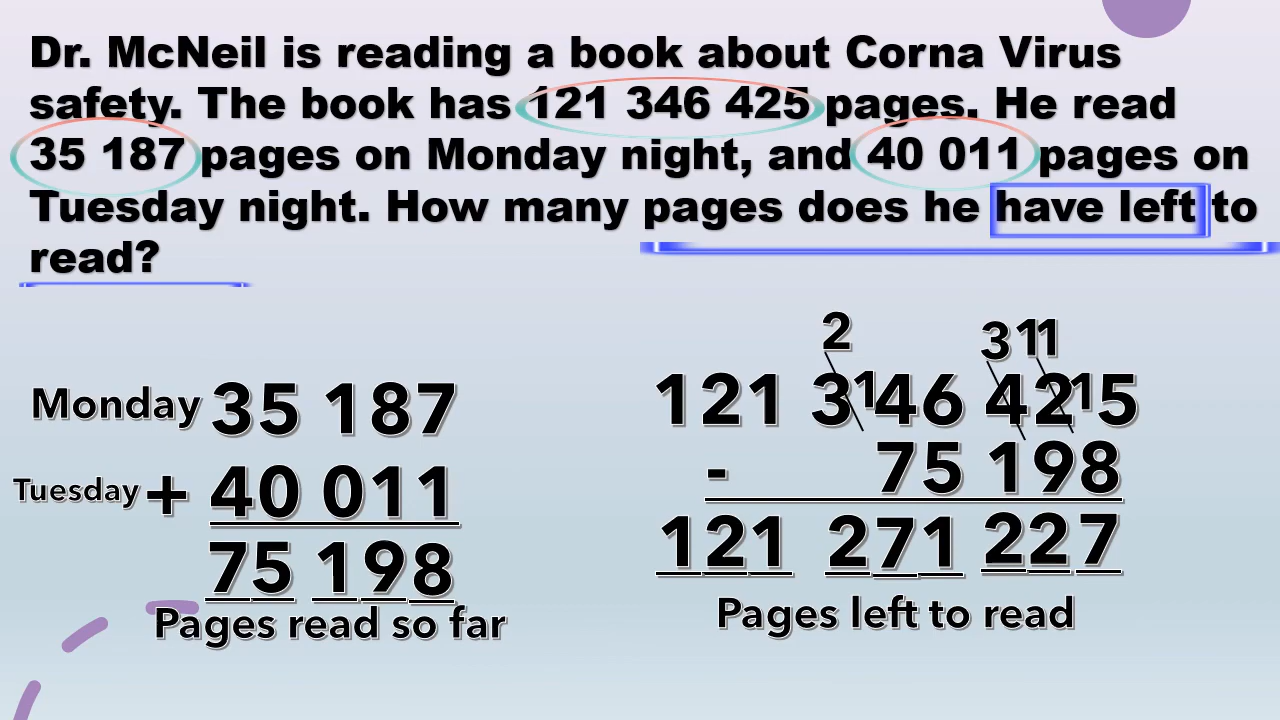 Dr. McNeil is reading a book about Corna Virus
safety. The book has 121 346 425 pages. He read
35 187 pages on Monday night, and 40 011 pages on
Tuesday night. How many pages does he have left to
read?
Monday 35 187
Tuesday + 40 011
75 198
Pages read so far
2 3 11
121 3146 4215
- 75 198
121 271 227
Pages left to read